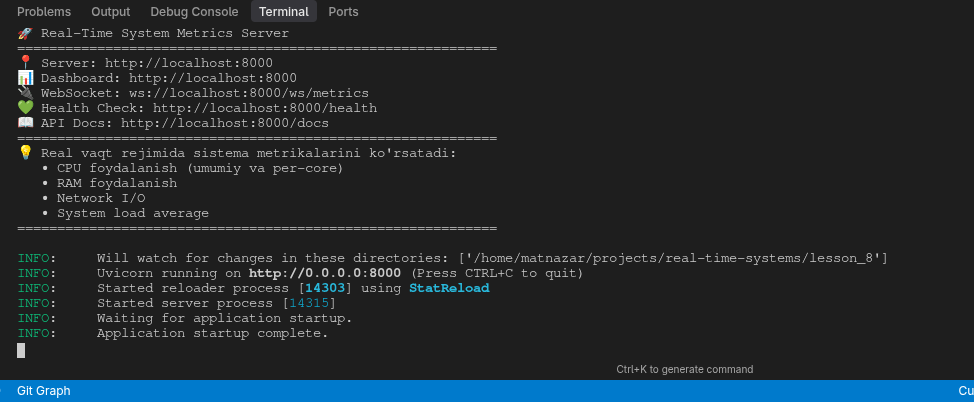 Problems Output Debug Console Terminal Ports
🚀 Real-Time System Metrics Server
============================================================
📍 Server: http://localhost:8000
📊 Dashboard: http://localhost:8000
🔌 WebSocket: ws://localhost:8000/ws/metrics
💚 Health Check: http://localhost:8000/health
📖 API Docs: http://localhost:8000/docs
============================================================
💡 Real vaqt rejimida sistema metrikalarini ko'rsatadi:
• CPU foydalanish (umumiy va per-core)
• RAM foydalanish
• Network I/O
• System load average
============================================================
INFO: Will watch for changes in these directories: ['/home/matnazar/projects/real-time-systems/lesson_8']
INFO: Uvicorn running on http://0.0.0.0:8000 (Press CTRL+C to quit)
INFO: Started reloader process [14303] using StatReload
INFO: Started server process [14315]
INFO: Waiting for application startup.
INFO: Application startup complete.
Ctrl+K to generate command
Git Graph Cu